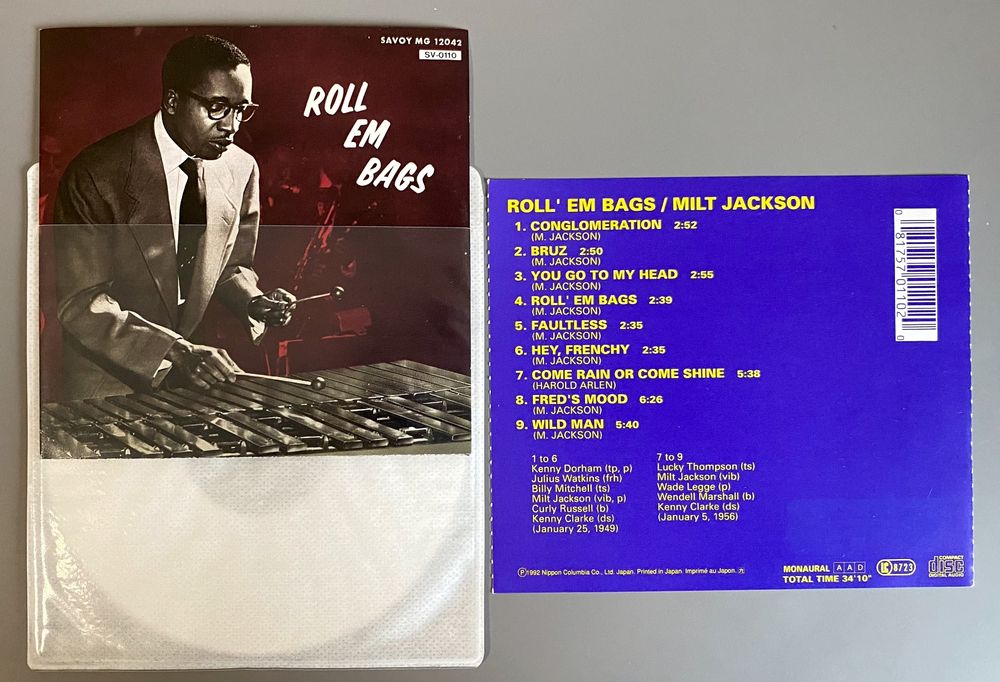 SAVOY MG 12042
SV-0110
ROLL
EM
BAGS
ROLL' EM BAGS / MILT JACKSON
1. CONGLOMERATION 2:52
(M. JACKSON)
2. BRUZ 2:50
(M. JACKSON)
3. YOU GO TO MY HEAD 2:55
(M. JACKSON)
4. ROLL' EM BAGS 2:39
(M. JACKSON)
5. FAULTLESS 2:35
(M. JACKSON)
6. HEY, FRENCHY 2:35
(M. JACKSON)
7. COME RAIN OR COME SHINE 5:38
(HAROLD ARLEN)
8. FRED'S MOOD 6:26
(M. JACKSON)
9. WILD MAN 5:40
(M. JACKSON)
1 to 6
Kenny Dorham (tp, p)
Julius Watkins (frh)
Billy Mitchell (ts)
Milt Jackson (vib, p)
Curly Russell (b)
Kenny Clarke (ds)
(January 25, 1949)
7 to 9
Lucky Thompson (ts)
Milt Jackson (vib)
Wade Legge (p)
Wendell Marshall (b)
Kenny Clarke (ds)
(January 5, 1956)
0 81757 01102 0
℗1992 Nippon Columbia Co., Ltd. Japan. Printed in Japan. Imprimé au Japon.
MONAURAL A A D
TOTAL TIME 34'10"
LC 8723
COMPACT
disc
DIGITAL AUDIO